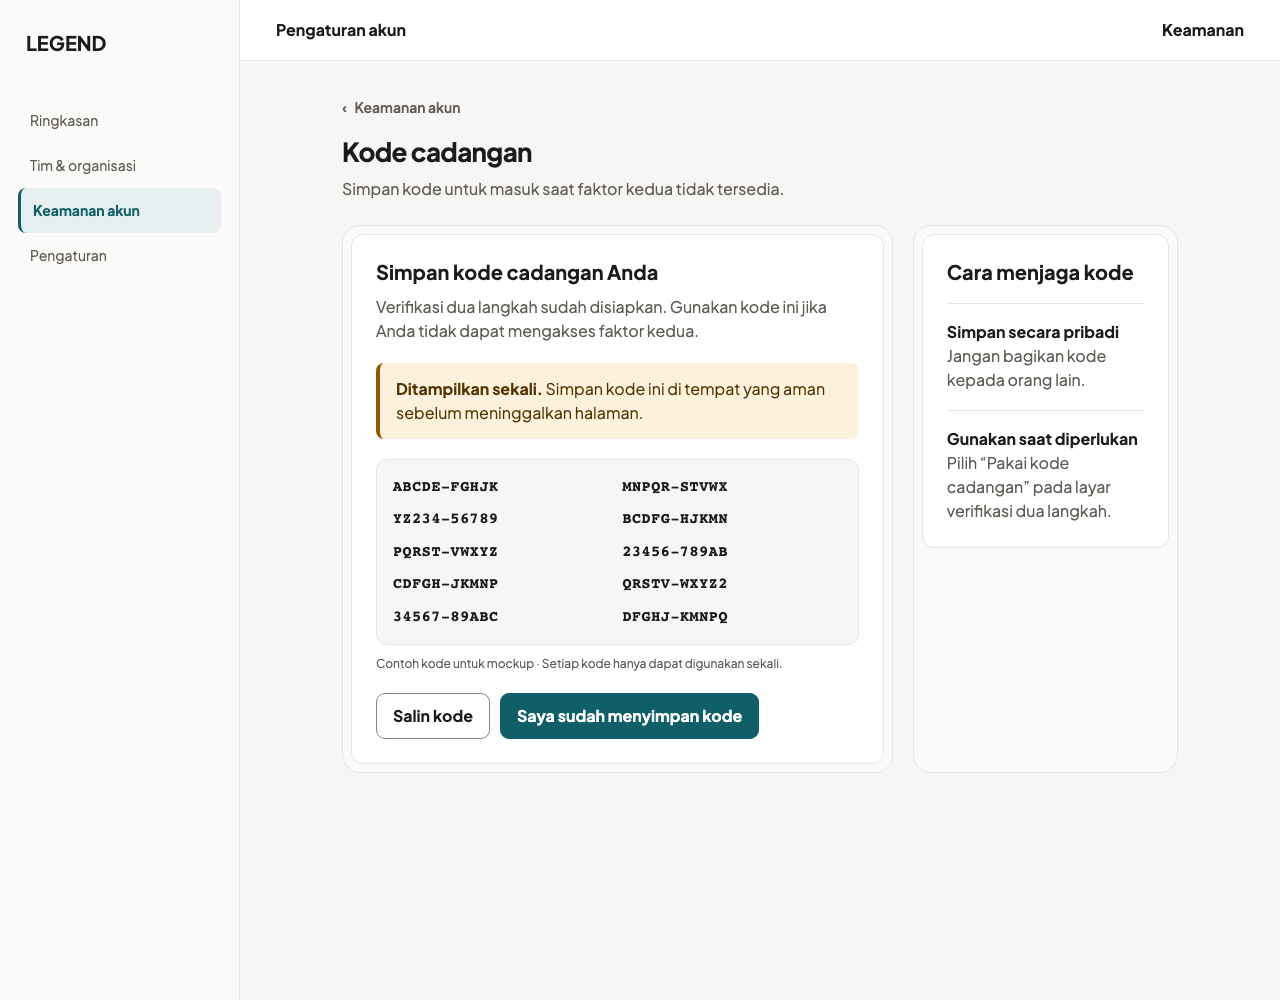 LEGEND
Ringkasan
Tim & organisasi
Keamanan akun
Pengaturan
Pengaturan akun
Keamanan
‹ Keamanan akun
Kode cadangan
Simpan kode untuk masuk saat faktor kedua tidak tersedia.
Simpan kode cadangan Anda
Verifikasi dua langkah sudah disiapkan. Gunakan kode ini jika
Anda tidak dapat mengakses faktor kedua.
Ditampilkan sekali. Simpan kode ini di tempat yang aman
sebelum meninggalkan halaman.
ABCDE-FGHJK
MNPQR-STVWX
YZ234-56789
BCDFG-HJKMN
PQRST-VWXYZ
23456-789AB
CDFGH-JKMNP
QRSTV-WXYZ2
34567-89ABC
DFGHJ-KMNPQ
Contoh kode untuk mockup · Setiap kode hanya dapat digunakan sekali.
Salin kode
Saya sudah menyimpan kode
Cara menjaga kode
Simpan secara pribadi
Jangan bagikan kode
kepada orang lain.
Gunakan saat diperlukan
Pilih “Pakai kode
cadangan” pada layar
verifikasi dua langkah.